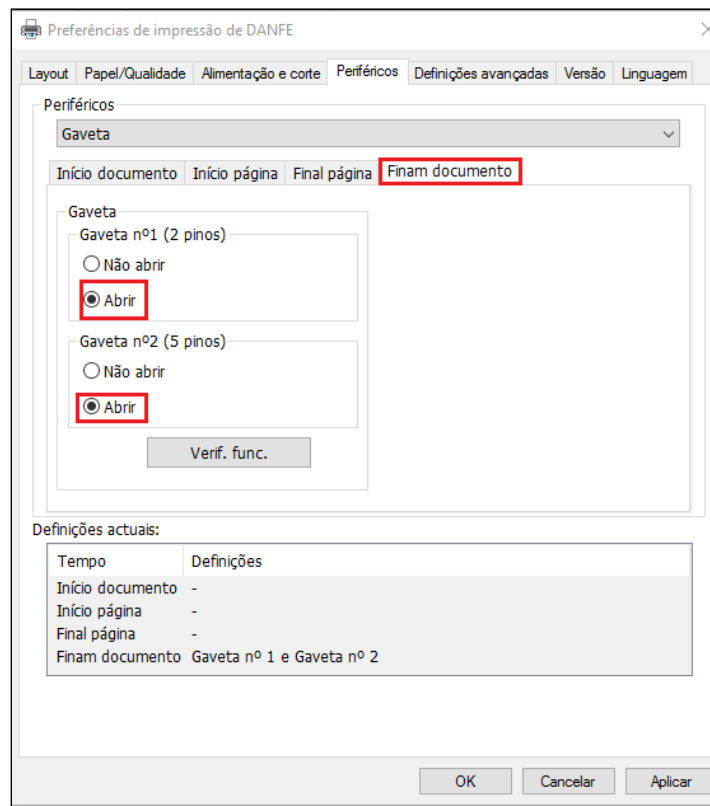 Preferências de impressão de DANFE
Layout Papel/Qualidade Alimentação e corte Periféricos Definições avançadas Versão Linguagem
Periféricos
Gaveta
Início documento Início página Final página Finam documento
Gaveta
Gaveta nº1 (2 pinos)
Não abrir
Abrir
Gaveta nº2 (5 pinos)
Não abrir
Abrir
Verif. func.
Definições actuais:
Tempo Definições
Início documento -
Início página -
Final página -
Finam documento Gaveta nº 1 e Gaveta nº 2
OK Cancelar Aplicar